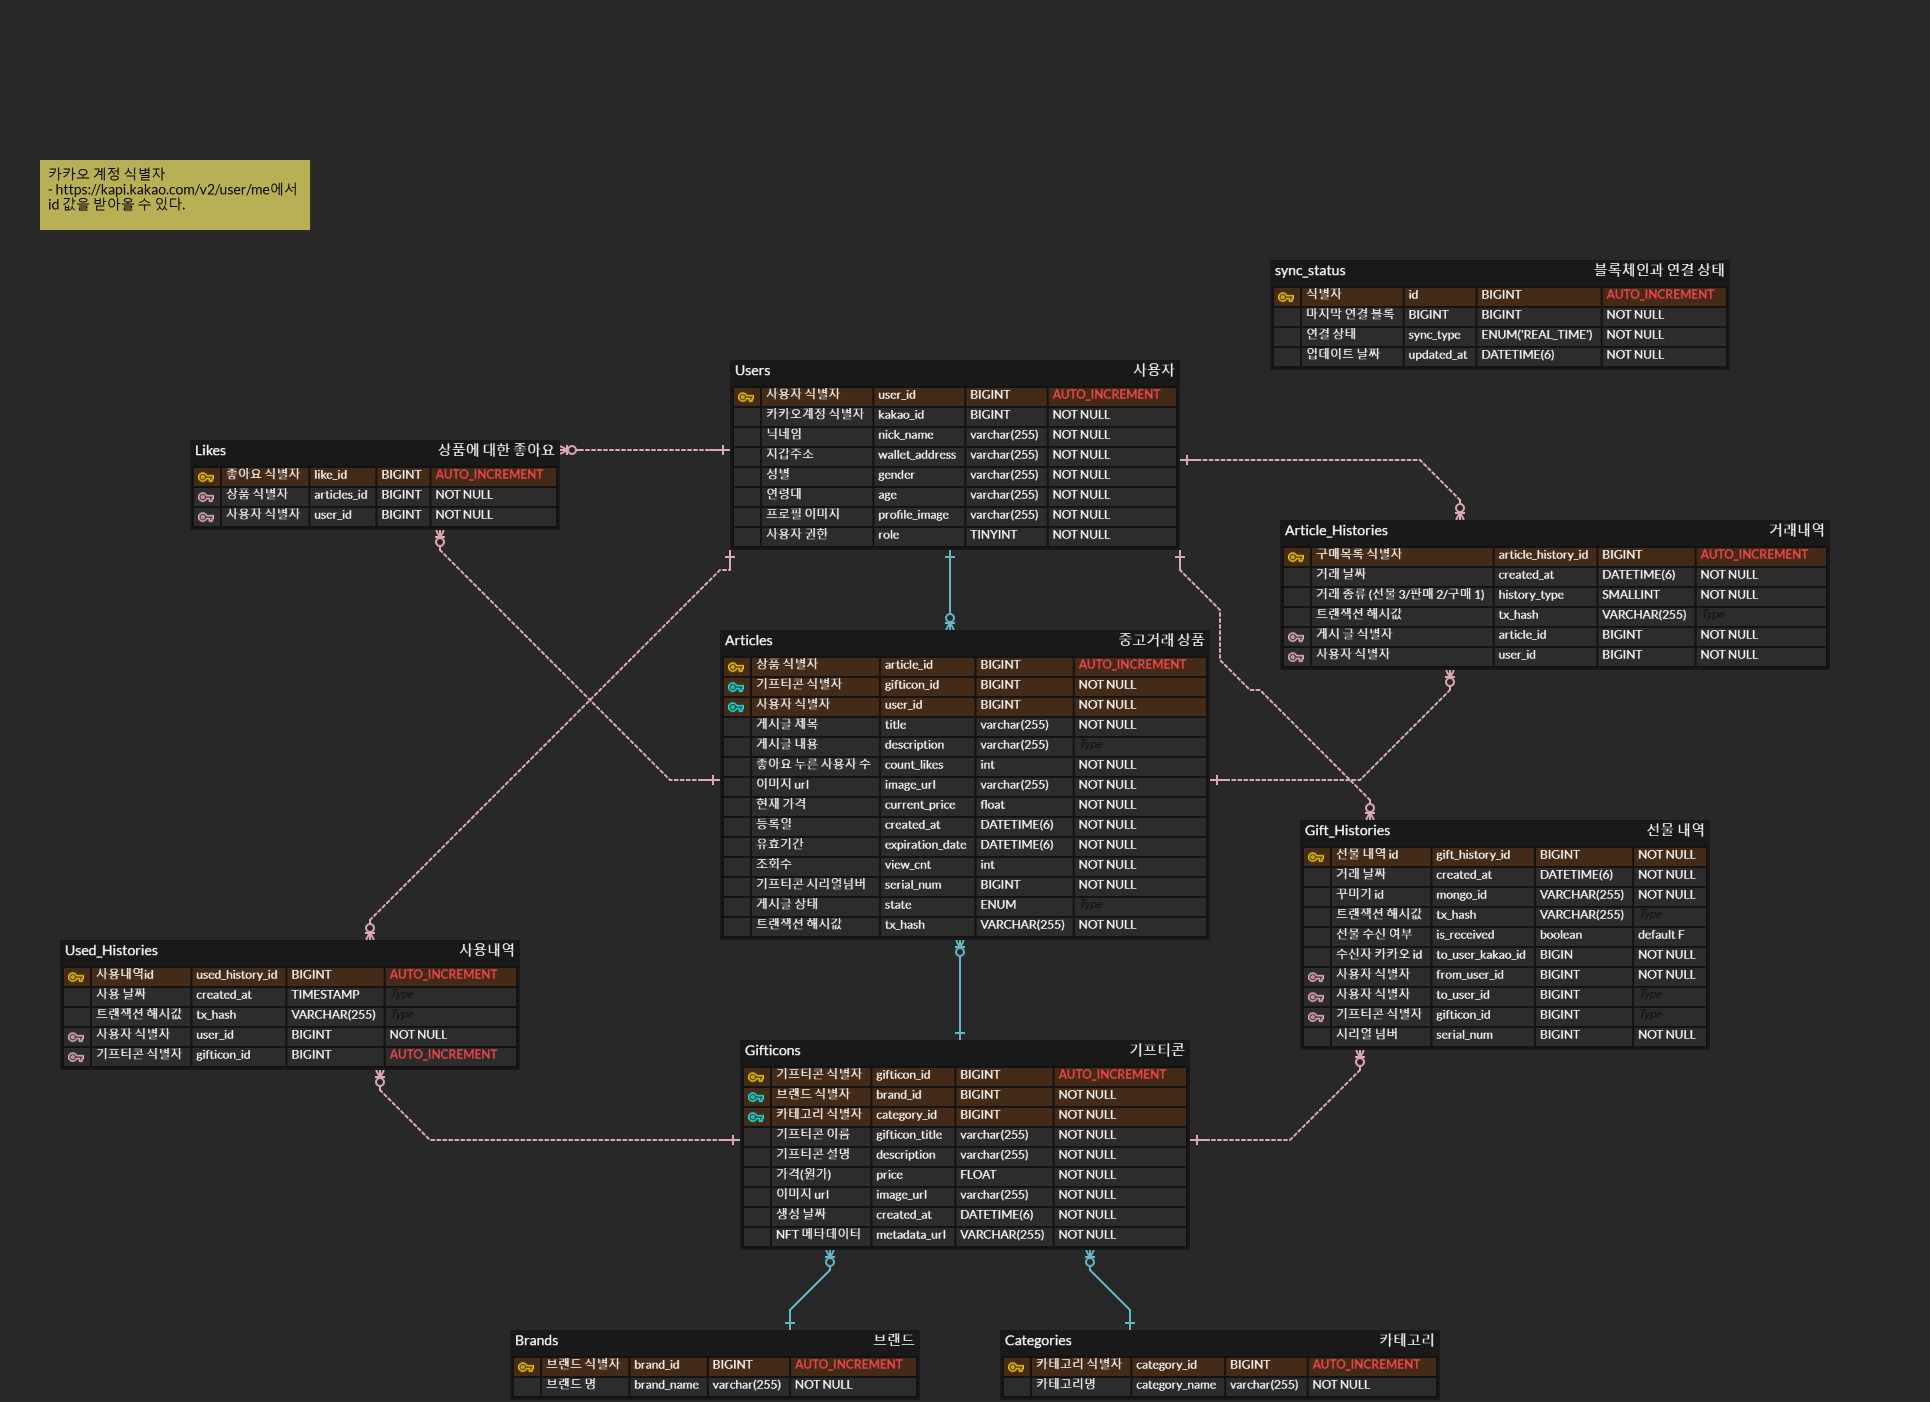 카카오 계정 식별자
- https://kapi.kakao.com/v2/user/me에서
id 값을 받아올 수 있다.
sync_status 블록체인과 연결 상태
식별자 id BIGINT AUTO_INCREMENT
마지막 연결 블록 BIGINT BIGINT NOT NULL
연결 상태 sync_type ENUM('REAL_TIME') NOT NULL
업데이트 날짜 updated_at DATETIME(6) NOT NULL
Users 사용자
사용자 식별자 user_id BIGINT AUTO_INCREMENT
카카오계정 식별자 kakao_id BIGINT NOT NULL
닉네임 nick_name varchar(255) NOT NULL
지갑주소 wallet_address varchar(255) NOT NULL
성별 gender varchar(255) NOT NULL
연령대 age varchar(255) NOT NULL
프로필 이미지 profile_image varchar(255) NOT NULL
사용자 권한 role TINYINT NOT NULL
Likes 상품에 대한 좋아요
좋아요 식별자 like_id BIGINT AUTO_INCREMENT
상품 식별자 articles_id BIGINT NOT NULL
사용자 식별자 user_id BIGINT NOT NULL
Article_Histories 거래내역
구매목록 식별자 article_history_id BIGINT AUTO_INCREMENT
거래 날짜 created_at DATETIME(6) NOT NULL
거래 종류 (선물 3/판매 2/구매 1) history_type SMALLINT NOT NULL
트랜잭션 해시값 tx_hash VARCHAR(255) Type
게시 글 식별자 article_id BIGINT NOT NULL
사용자 식별자 user_id BIGINT NOT NULL
Articles 중고거래 상품
상품 식별자 article_id BIGINT AUTO_INCREMENT
기프티콘 식별자 gifticon_id BIGINT NOT NULL
사용자 식별자 user_id BIGINT NOT NULL
게시글 제목 title varchar(255) NOT NULL
게시글 내용 description varchar(255) Type
좋아요 누른 사용자 수 count_likes int NOT NULL
이미지 url image_url varchar(255) NOT NULL
현재 가격 current_price float NOT NULL
등록일 created_at DATETIME(6) NOT NULL
유효기간 expiration_date DATETIME(6) NOT NULL
조회수 view_cnt int NOT NULL
기프티콘 시리얼넘버 serial_num BIGINT NOT NULL
게시글 상태 state ENUM Type
트랜잭션 해시값 tx_hash VARCHAR(255) NOT NULL
Gift_Histories 선물 내역
선물 내역 id gift_history_id BIGINT NOT NULL
거래 날짜 created_at DATETIME(6) NOT NULL
꾸미기 id mongo_id VARCHAR(255) NOT NULL
트랜잭션 해시값 tx_hash VARCHAR(255) Type
선물 수신 여부 is_received boolean default F
수신자 카카오 id to_user_kakao_id BIGIN NOT NULL
사용자 식별자 from_user_id BIGINT NOT NULL
사용자 식별자 to_user_id BIGINT Type
기프티콘 식별자 gifticon_id BIGINT Type
시리얼 넘버 serial_num BIGINT NOT NULL
Used_Histories 사용내역
사용내역id used_history_id BIGINT AUTO_INCREMENT
사용 날짜 created_at TIMESTAMP Type
트랜잭션 해시값 tx_hash VARCHAR(255) Type
사용자 식별자 user_id BIGINT NOT NULL
기프티콘 식별자 gifticon_id BIGINT AUTO_INCREMENT
Gifticons 기프티콘
기프티콘 식별자 gifticon_id BIGINT AUTO_INCREMENT
브랜드 식별자 brand_id BIGINT NOT NULL
카테고리 식별자 category_id BIGINT NOT NULL
기프티콘 이름 gifticon_title varchar(255) NOT NULL
기프티콘 설명 description varchar(255) NOT NULL
가격(원가) price FLOAT NOT NULL
이미지 url image_url varchar(255) NOT NULL
생성 날짜 created_at DATETIME(6) NOT NULL
NFT 메타데이터 metadata_url VARCHAR(255) NOT NULL
Brands 브랜드
브랜드 식별자 brand_id BIGINT AUTO_INCREMENT
브랜드 명 brand_name varchar(255) NOT NULL
Categories 카테고리
카테고리 식별자 category_id BIGINT AUTO_INCREMENT
카테고리명 category_name varchar(255) NOT NULL